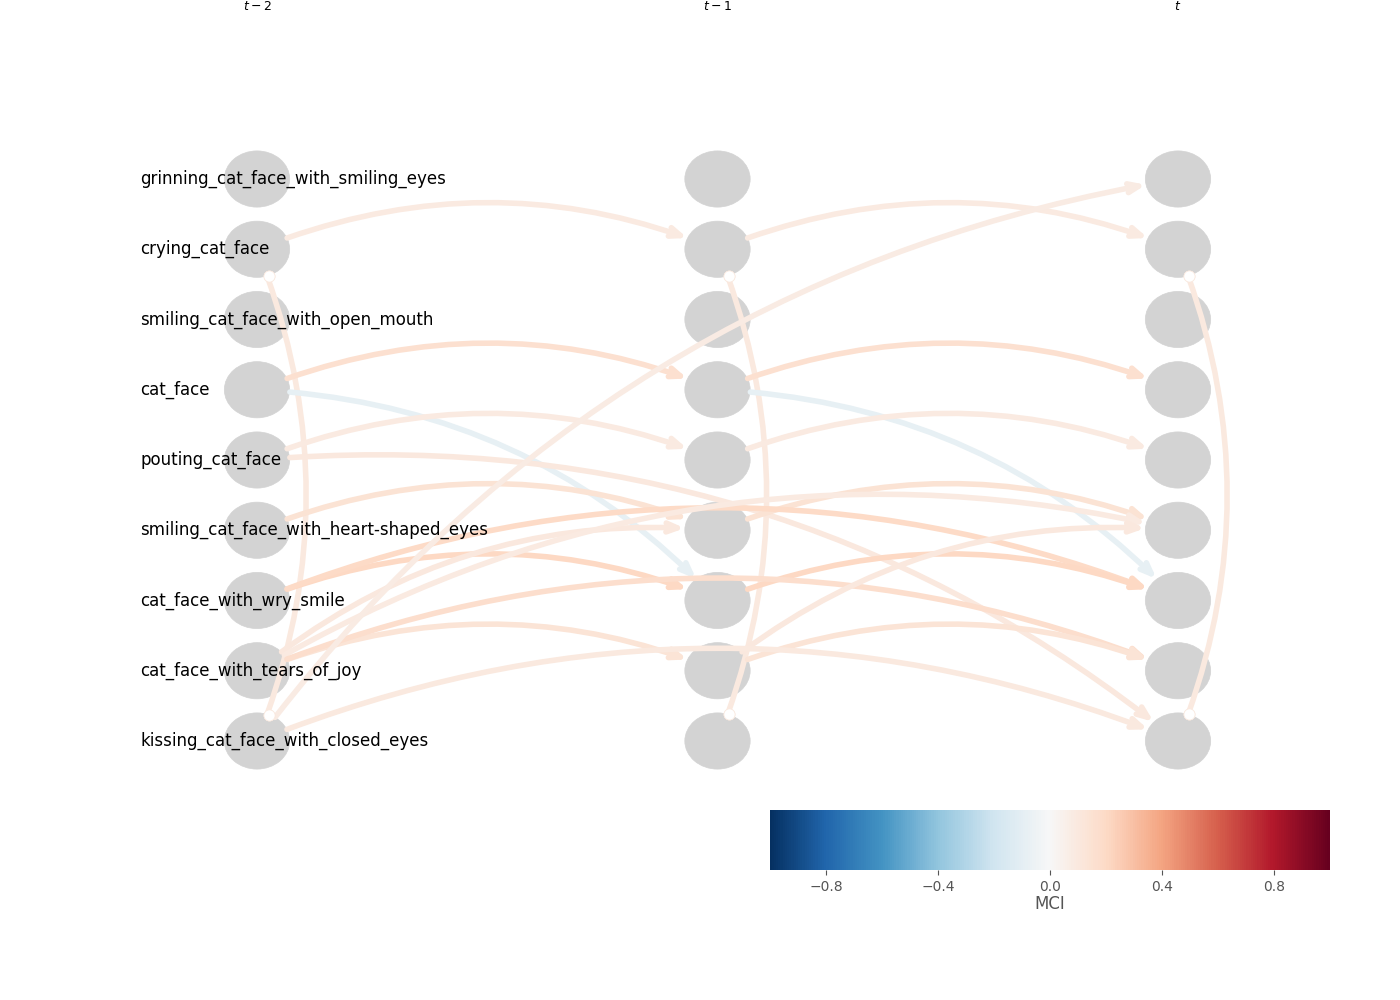 t − 2
t − 1
t
grinning_cat_face_with_smiling_eyes
crying_cat_face
smiling_cat_face_with_open_mouth
cat_face
pouting_cat_face
smiling_cat_face_with_heart-shaped_eyes
cat_face_with_wry_smile
cat_face_with_tears_of_joy
kissing_cat_face_with_closed_eyes
−0.8
−0.4
0.0
0.4
0.8
MCI